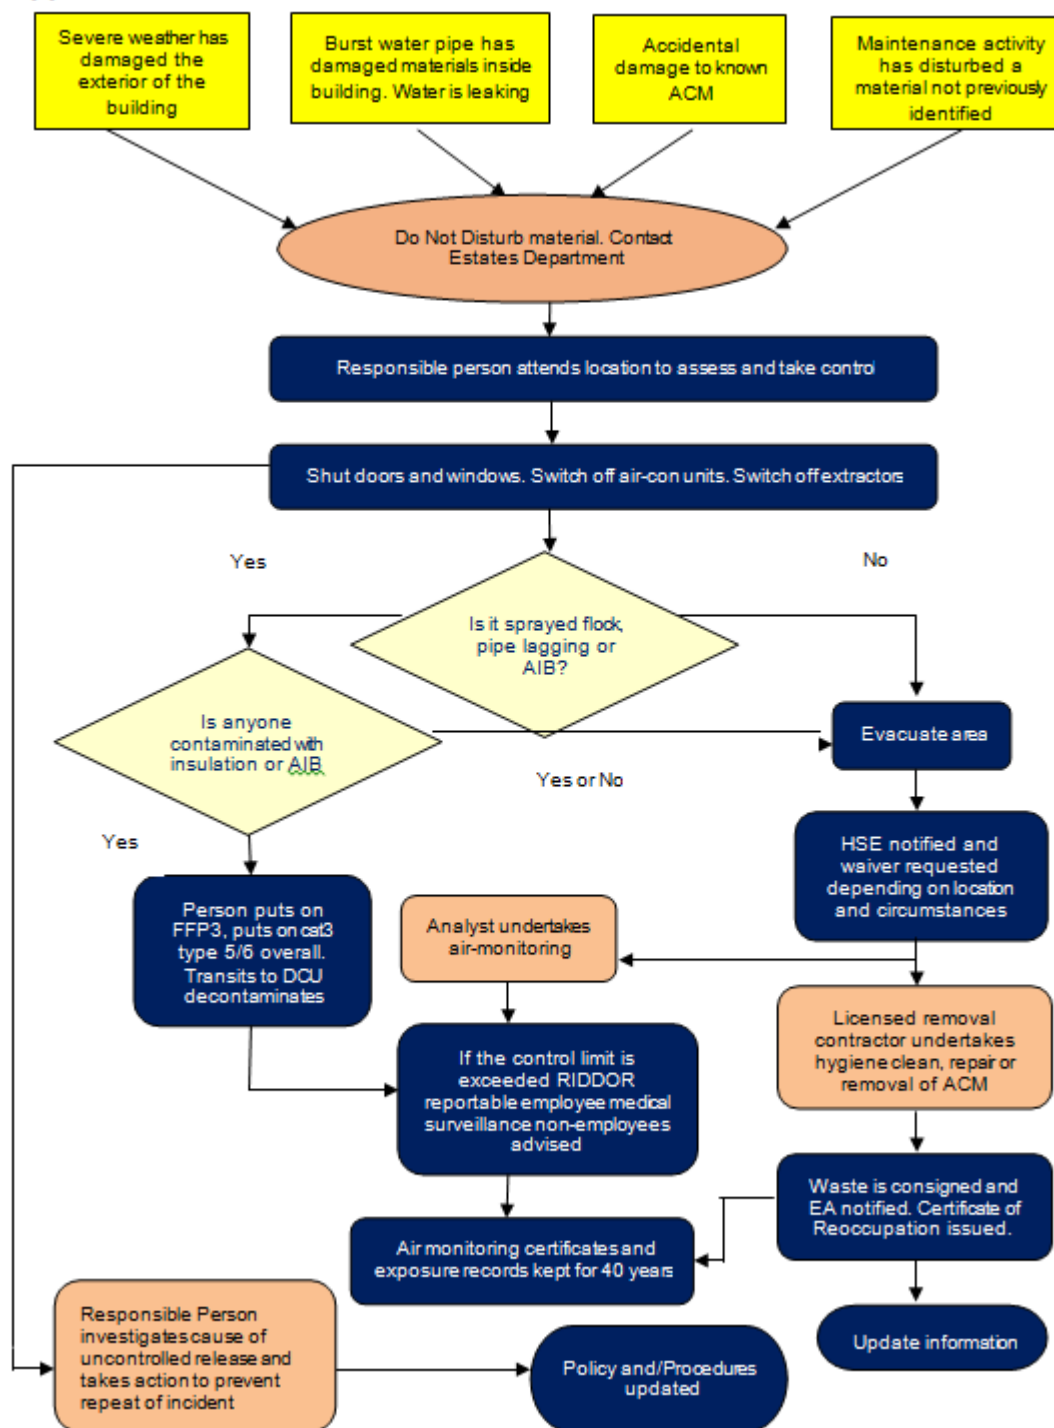 Severe weather has
damaged the
exterior of the
building
Burst water pipe has
damaged materials inside
building. Water is leaking
Accidental
damage to known
ACM
Maintenance activity
has disturbed a
material not previously
identified
Do Not Disturb material. Contact
Estates Department
Responsible person attends location to assess and take control
Shut doors and windows. Switch off air-con units. Switch off extractors
Yes
No
Is it sprayed flock,
pipe lagging or
AIB?
Is anyone
contaminated with
insulation or AIB
Evacuate area
Yes or No
Yes
HSE notified and
waiver requested
depending on location
and circumstances
Person puts on
FFP3, puts on cat3
type 5/6 overall.
Transits to DCU
decontaminates
Analyst undertakes
air-monitoring
Licensed removal
contractor undertakes
hygiene clean, repair or
removal of ACM
If the control limit is
exceeded RIDDOR
reportable employee medical
surveillance non-employees
advised
Waste is consigned and
EA notified. Certificate of
Reoccupation issued.
Air monitoring certificates and
exposure records kept for 40 years
Responsible Person
investigates cause of
uncontrolled release and
takes action to prevent
repeat of incident
Policy and/Procedures
updated
Update information